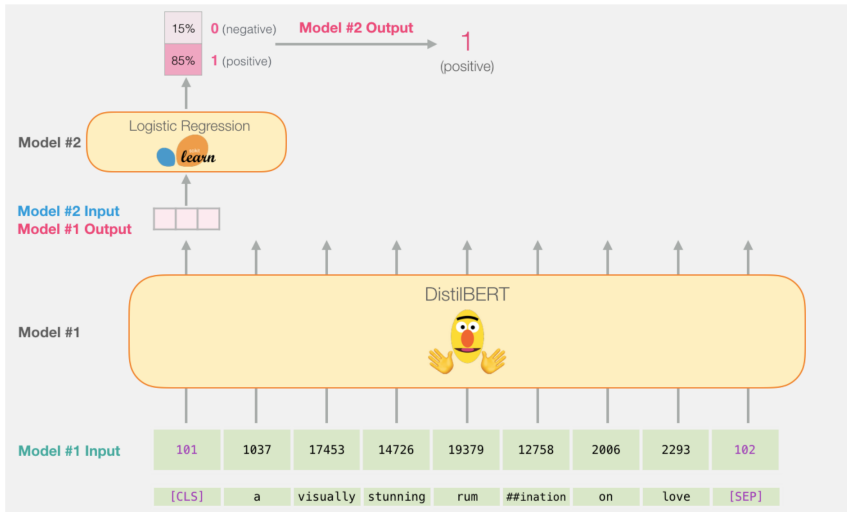 15% 0 (negative) Model #2 Output 1
85% 1 (positive) (positive)
Logistic Regression
Model #2
learn
Model #2 Input
Model #1 Output
DistilBERT
Model #1
Model #1 Input 101 1037 17453 14726 19379 12758 2006 2293 102
[CLS] a visually stunning rum ##ination on love [SEP]